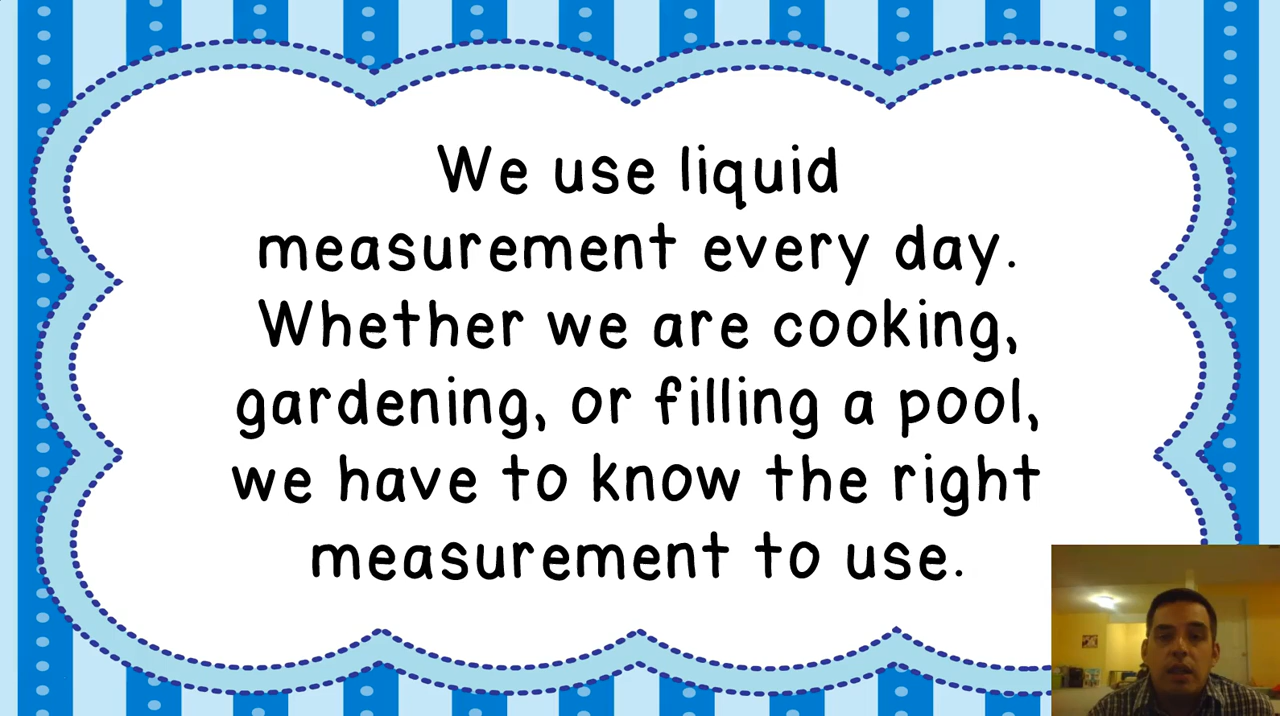 We use liquid
measurement every day.
Whether we are cooking,
gardening, or filling a pool,
we have to know the right
measurement to use.